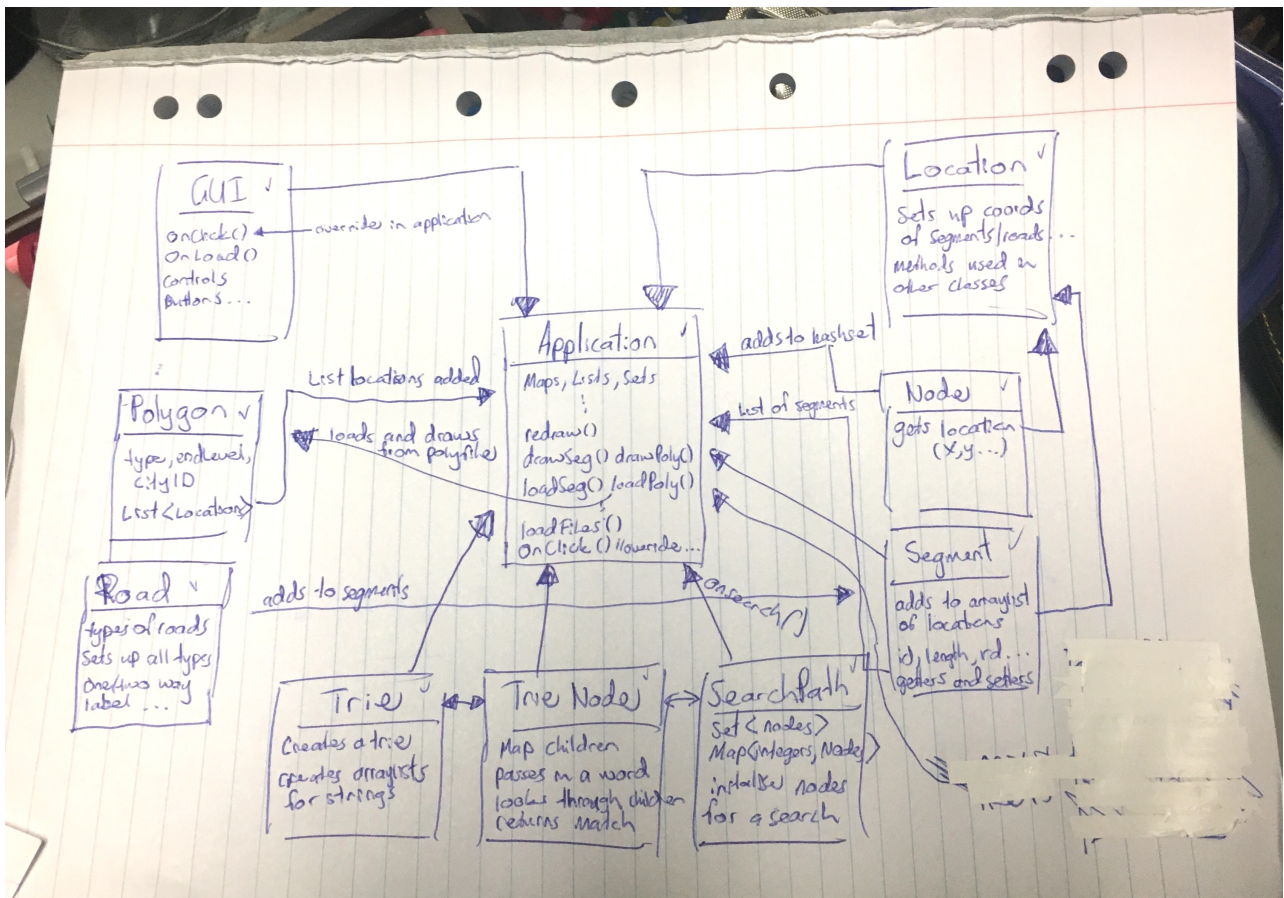 GUI
onClick()
OnLoad()
controls
Buttons...
overrides in application
Location
Sets up coords
of segments/roads...
methods used in
other classes
Application
Maps, Lists, Sets
redraw()
drawSeg() drawPoly()
loadSeg() loadPoly()
loadFiles()
onClick() //override...
adds to hashset
List of segments
Node
gets location
(x,y...)
List locations added
loads and draws
from polyfile
Polygon
type, endlevel,
cityID
List<Location>
Segment
adds to arraylist
of locations
id, length, rd...
getters and setters
Road
types of roads
Sets up all types
One/two way
label ...
adds to segments
onsearch()
Trie
Creates a trie
creates arraylists
for strings
Trie Node
Map children
passes in a word
looks through children
returns match
SearchPath
Set<nodes>
Map<integers, Node>
nodes
for a search